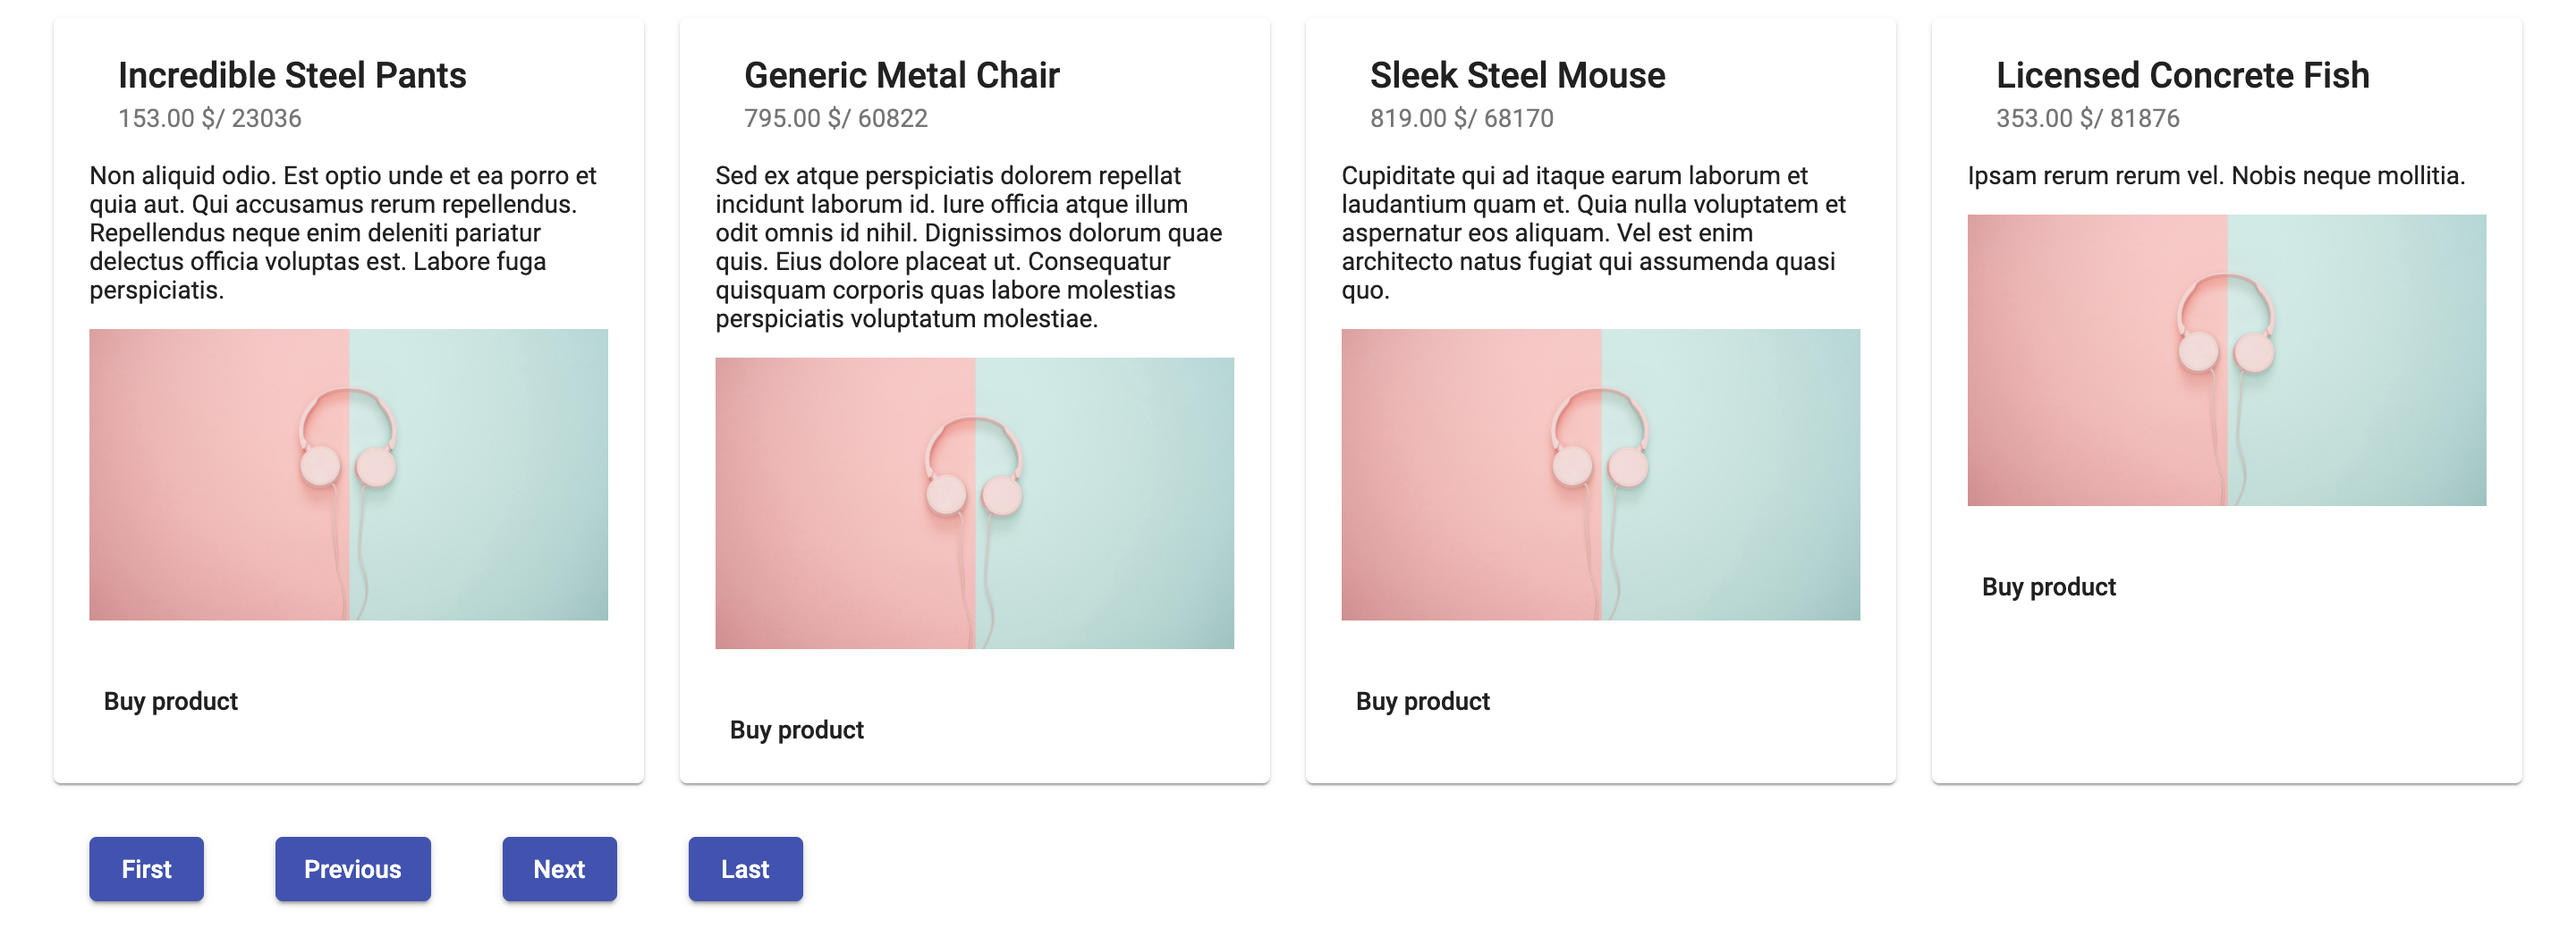 Incredible Steel Pants
153.00 $/ 23036
Non aliquid odio. Est optio unde et ea porro et
quia aut. Qui accusamus rerum repellendus.
Repellendus neque enim deleniti pariatur
delectus officia voluptas est. Labore fuga
perspiciatis.
Buy product
Generic Metal Chair
795.00 $/ 60822
Sed ex atque perspiciatis dolorem repellat
incidunt laborum id. Iure officia atque illum
odit omnis id nihil. Dignissimos dolorum quae
quis. Eius dolore placeat ut. Consequatur
quisquam corporis quas labore molestias
perspiciatis voluptatum molestiae.
Buy product
Sleek Steel Mouse
819.00 $/ 68170
Cupiditate qui ad itaque earum laborum et
laudantium quam et. Quia nulla voluptatem et
aspernatur eos aliquam. Vel est enim
architecto natus fugiat qui assumenda quasi
quo.
Buy product
Licensed Concrete Fish
353.00 $/ 81876
Ipsam rerum rerum vel. Nobis neque mollitia.
Buy product
First
Previous
Next
Last